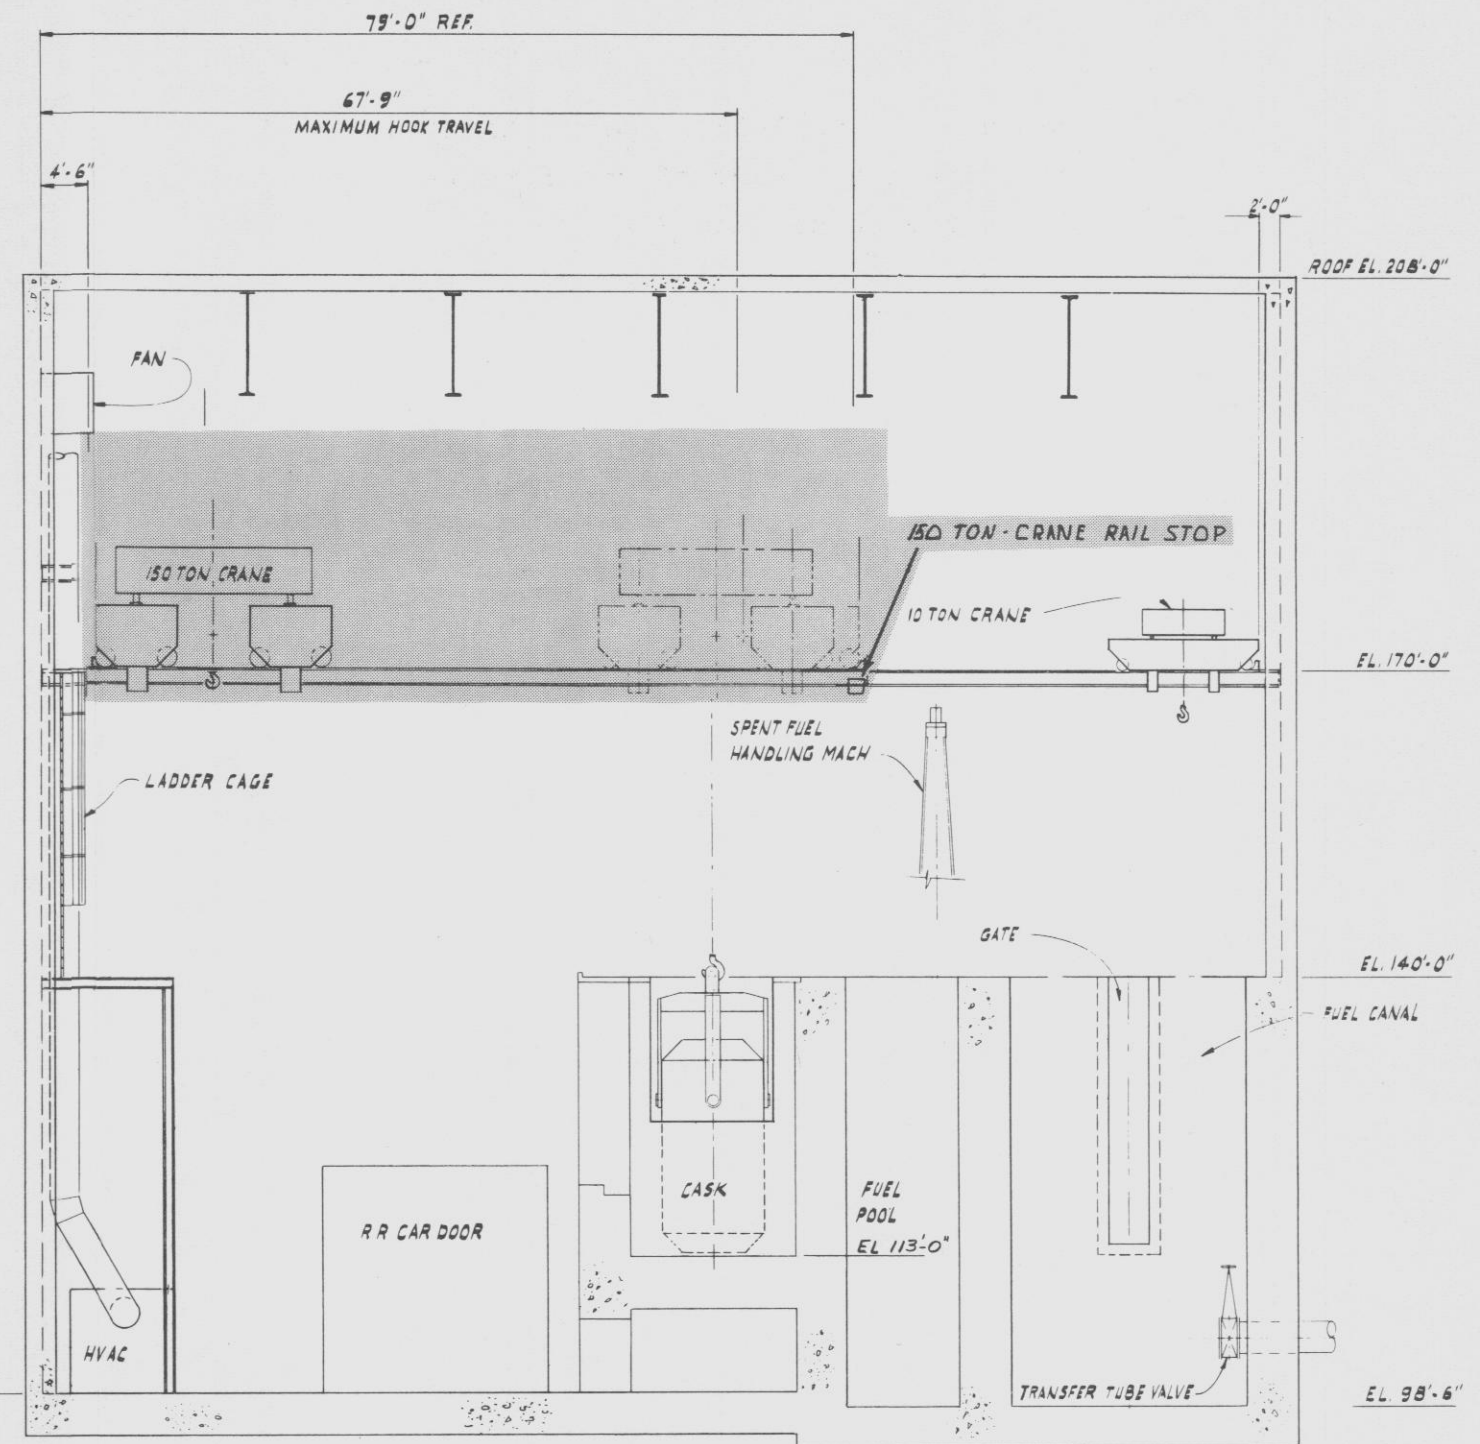 79'-0" REF.
67'-9"
MAXIMUM HOOK TRAVEL
4'-6"
2'-0"
ROOF EL. 208'-0"
FAN
150 TON-CRANE RAIL STOP
150 TON CRANE
10 TON CRANE
EL. 170'-0"
SPENT FUEL
HANDLING MACH
LADDER CAGE
GATE
EL. 140'-0"
FUEL CANAL
CASK
FUEL
POOL
EL 113'-0"
R R CAR DOOR
HVAC
TRANSFER TUBE VALVE
EL. 98'-6"